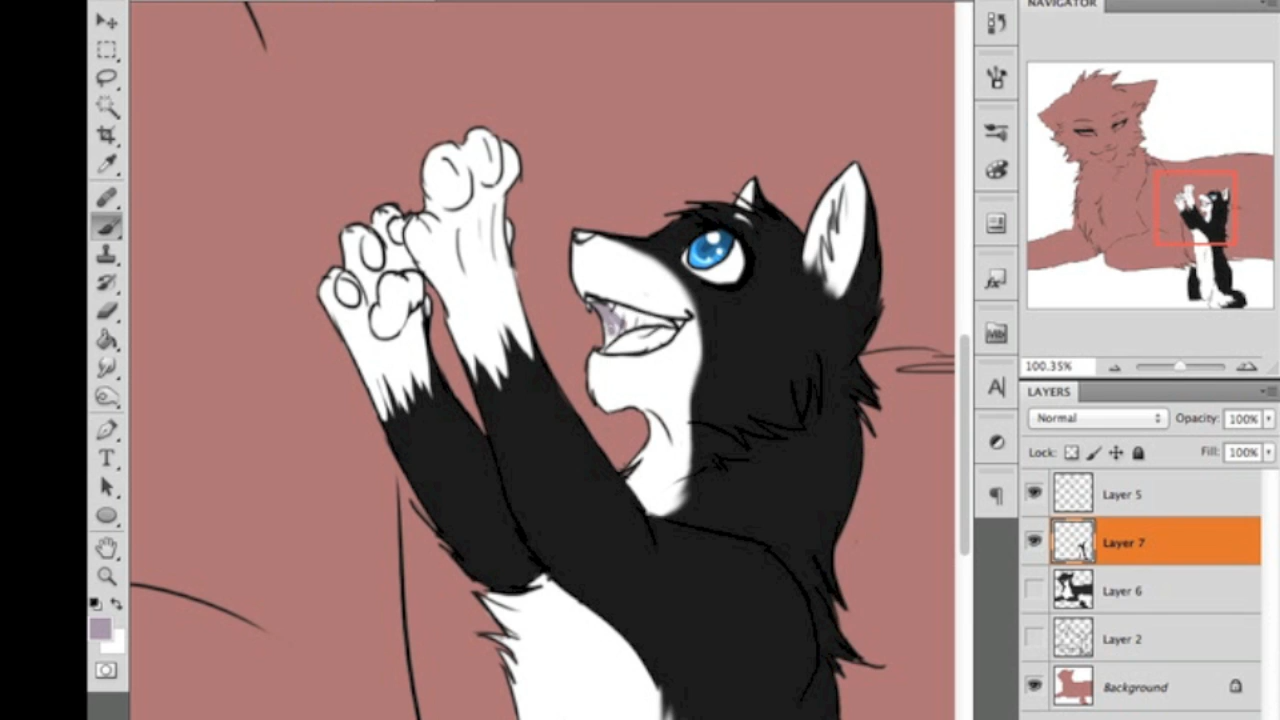 NAVIGATOR
100.35%
LAYERS
Normal
Opacity: 100%
Lock:
Fill: 100%
Layer 5
Layer 7
Layer 6
Layer 2
Background